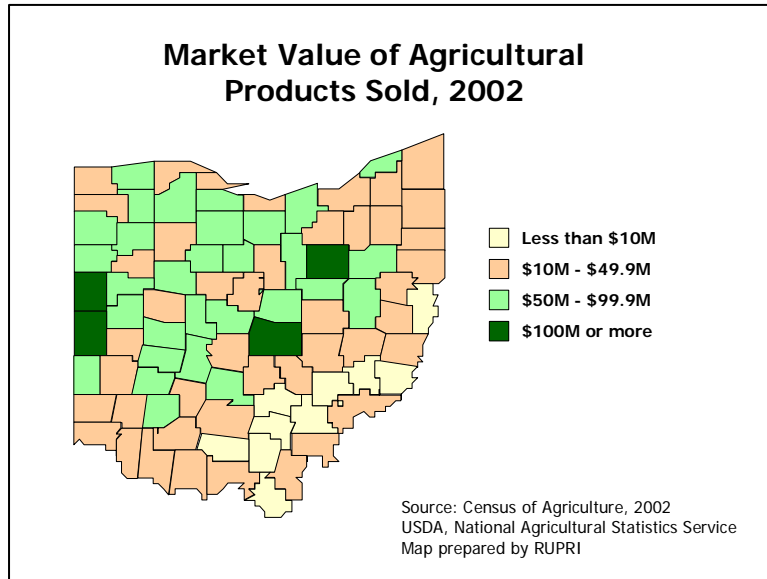 Market Value of Agricultural
Products Sold, 2002
Less than $10M
$10M - $49.9M
$50M - $99.9M
$100M or more
Source: Census of Agriculture, 2002
USDA, National Agricultural Statistics Service
Map prepared by RUPRI